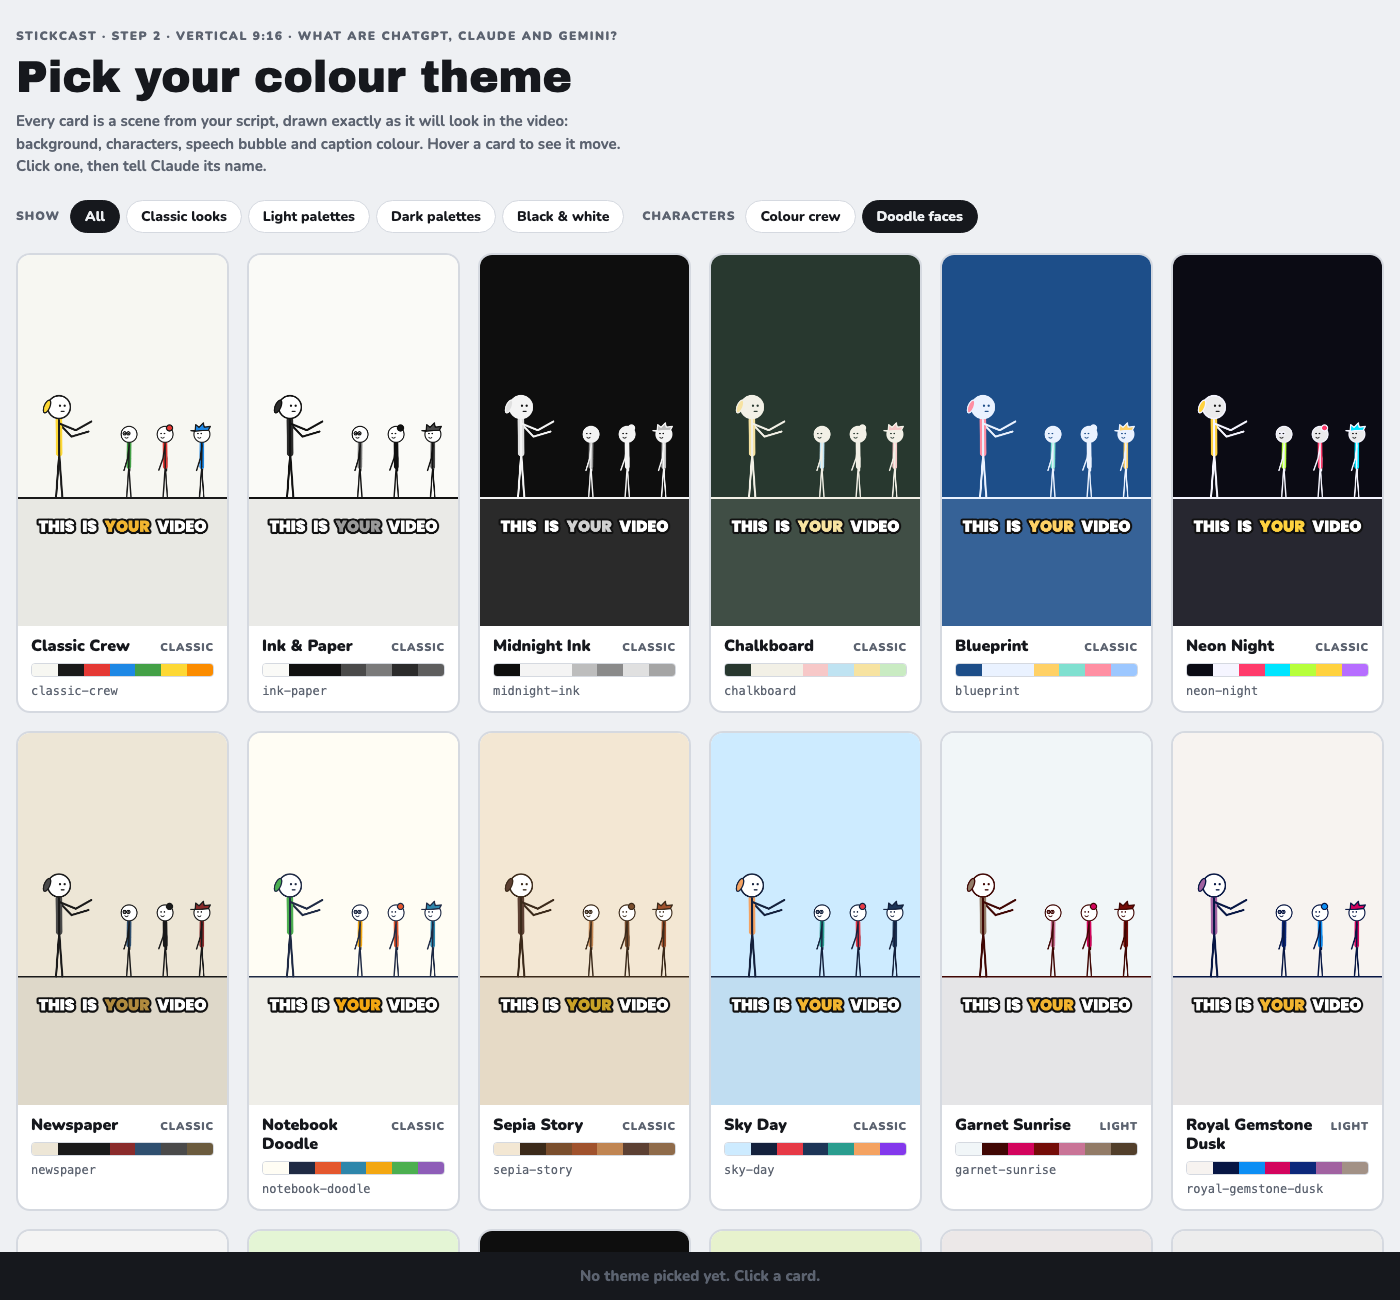 STICKCAST · STEP 2 · VERTICAL 9:16 · WHAT ARE CHATGPT, CLAUDE AND GEMINI?
Pick your colour theme
Every card is a scene from your script, drawn exactly as it will look in the video:
background, characters, speech bubble and caption colour. Hover a card to see it move.
Click one, then tell Claude its name.
SHOW All Classic looks Light palettes Dark palettes Black & white CHARACTERS Colour crew Doodle faces
THIS IS YOUR VIDEO
Classic Crew CLASSIC
classic-crew
THIS IS YOUR VIDEO
Ink & Paper CLASSIC
ink-paper
THIS IS YOUR VIDEO
Midnight Ink CLASSIC
midnight-ink
THIS IS YOUR VIDEO
Chalkboard CLASSIC
chalkboard
THIS IS YOUR VIDEO
Blueprint CLASSIC
blueprint
THIS IS YOUR VIDEO
Neon Night CLASSIC
neon-night
THIS IS YOUR VIDEO
Newspaper CLASSIC
newspaper
THIS IS YOUR VIDEO
Notebook CLASSIC
Doodle
notebook-doodle
THIS IS YOUR VIDEO
Sepia Story CLASSIC
sepia-story
THIS IS YOUR VIDEO
Sky Day CLASSIC
sky-day
THIS IS YOUR VIDEO
Garnet Sunrise LIGHT
garnet-sunrise
THIS IS YOUR VIDEO
Royal Gemstone LIGHT
Dusk
royal-gemstone-dusk
No theme picked yet. Click a card.